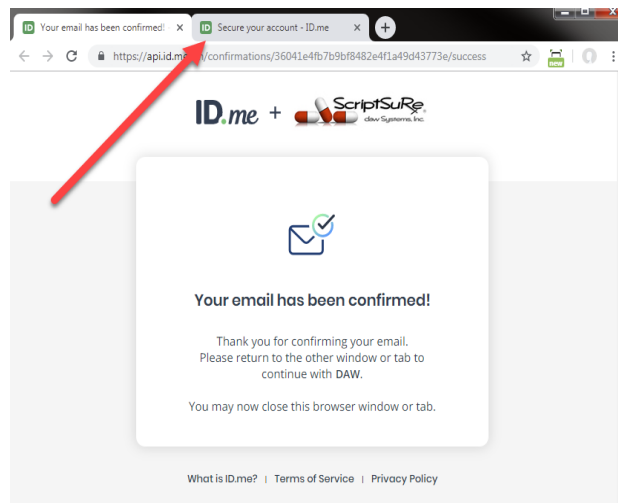 Your email has been confirmed!
Secure your account - ID.me
https://api.id.me/ /confirmations/36041e4fb7b9bf8482e4f1a49d43773e/success
new
ID.me + ScriptSuRx
daw Systems, Inc.
Your email has been confirmed!
Thank you for confirming your email.
Please return to the other window or tab to
continue with DAW.
You may now close this browser window or tab.
What is ID.me? | Terms of Service | Privacy Policy